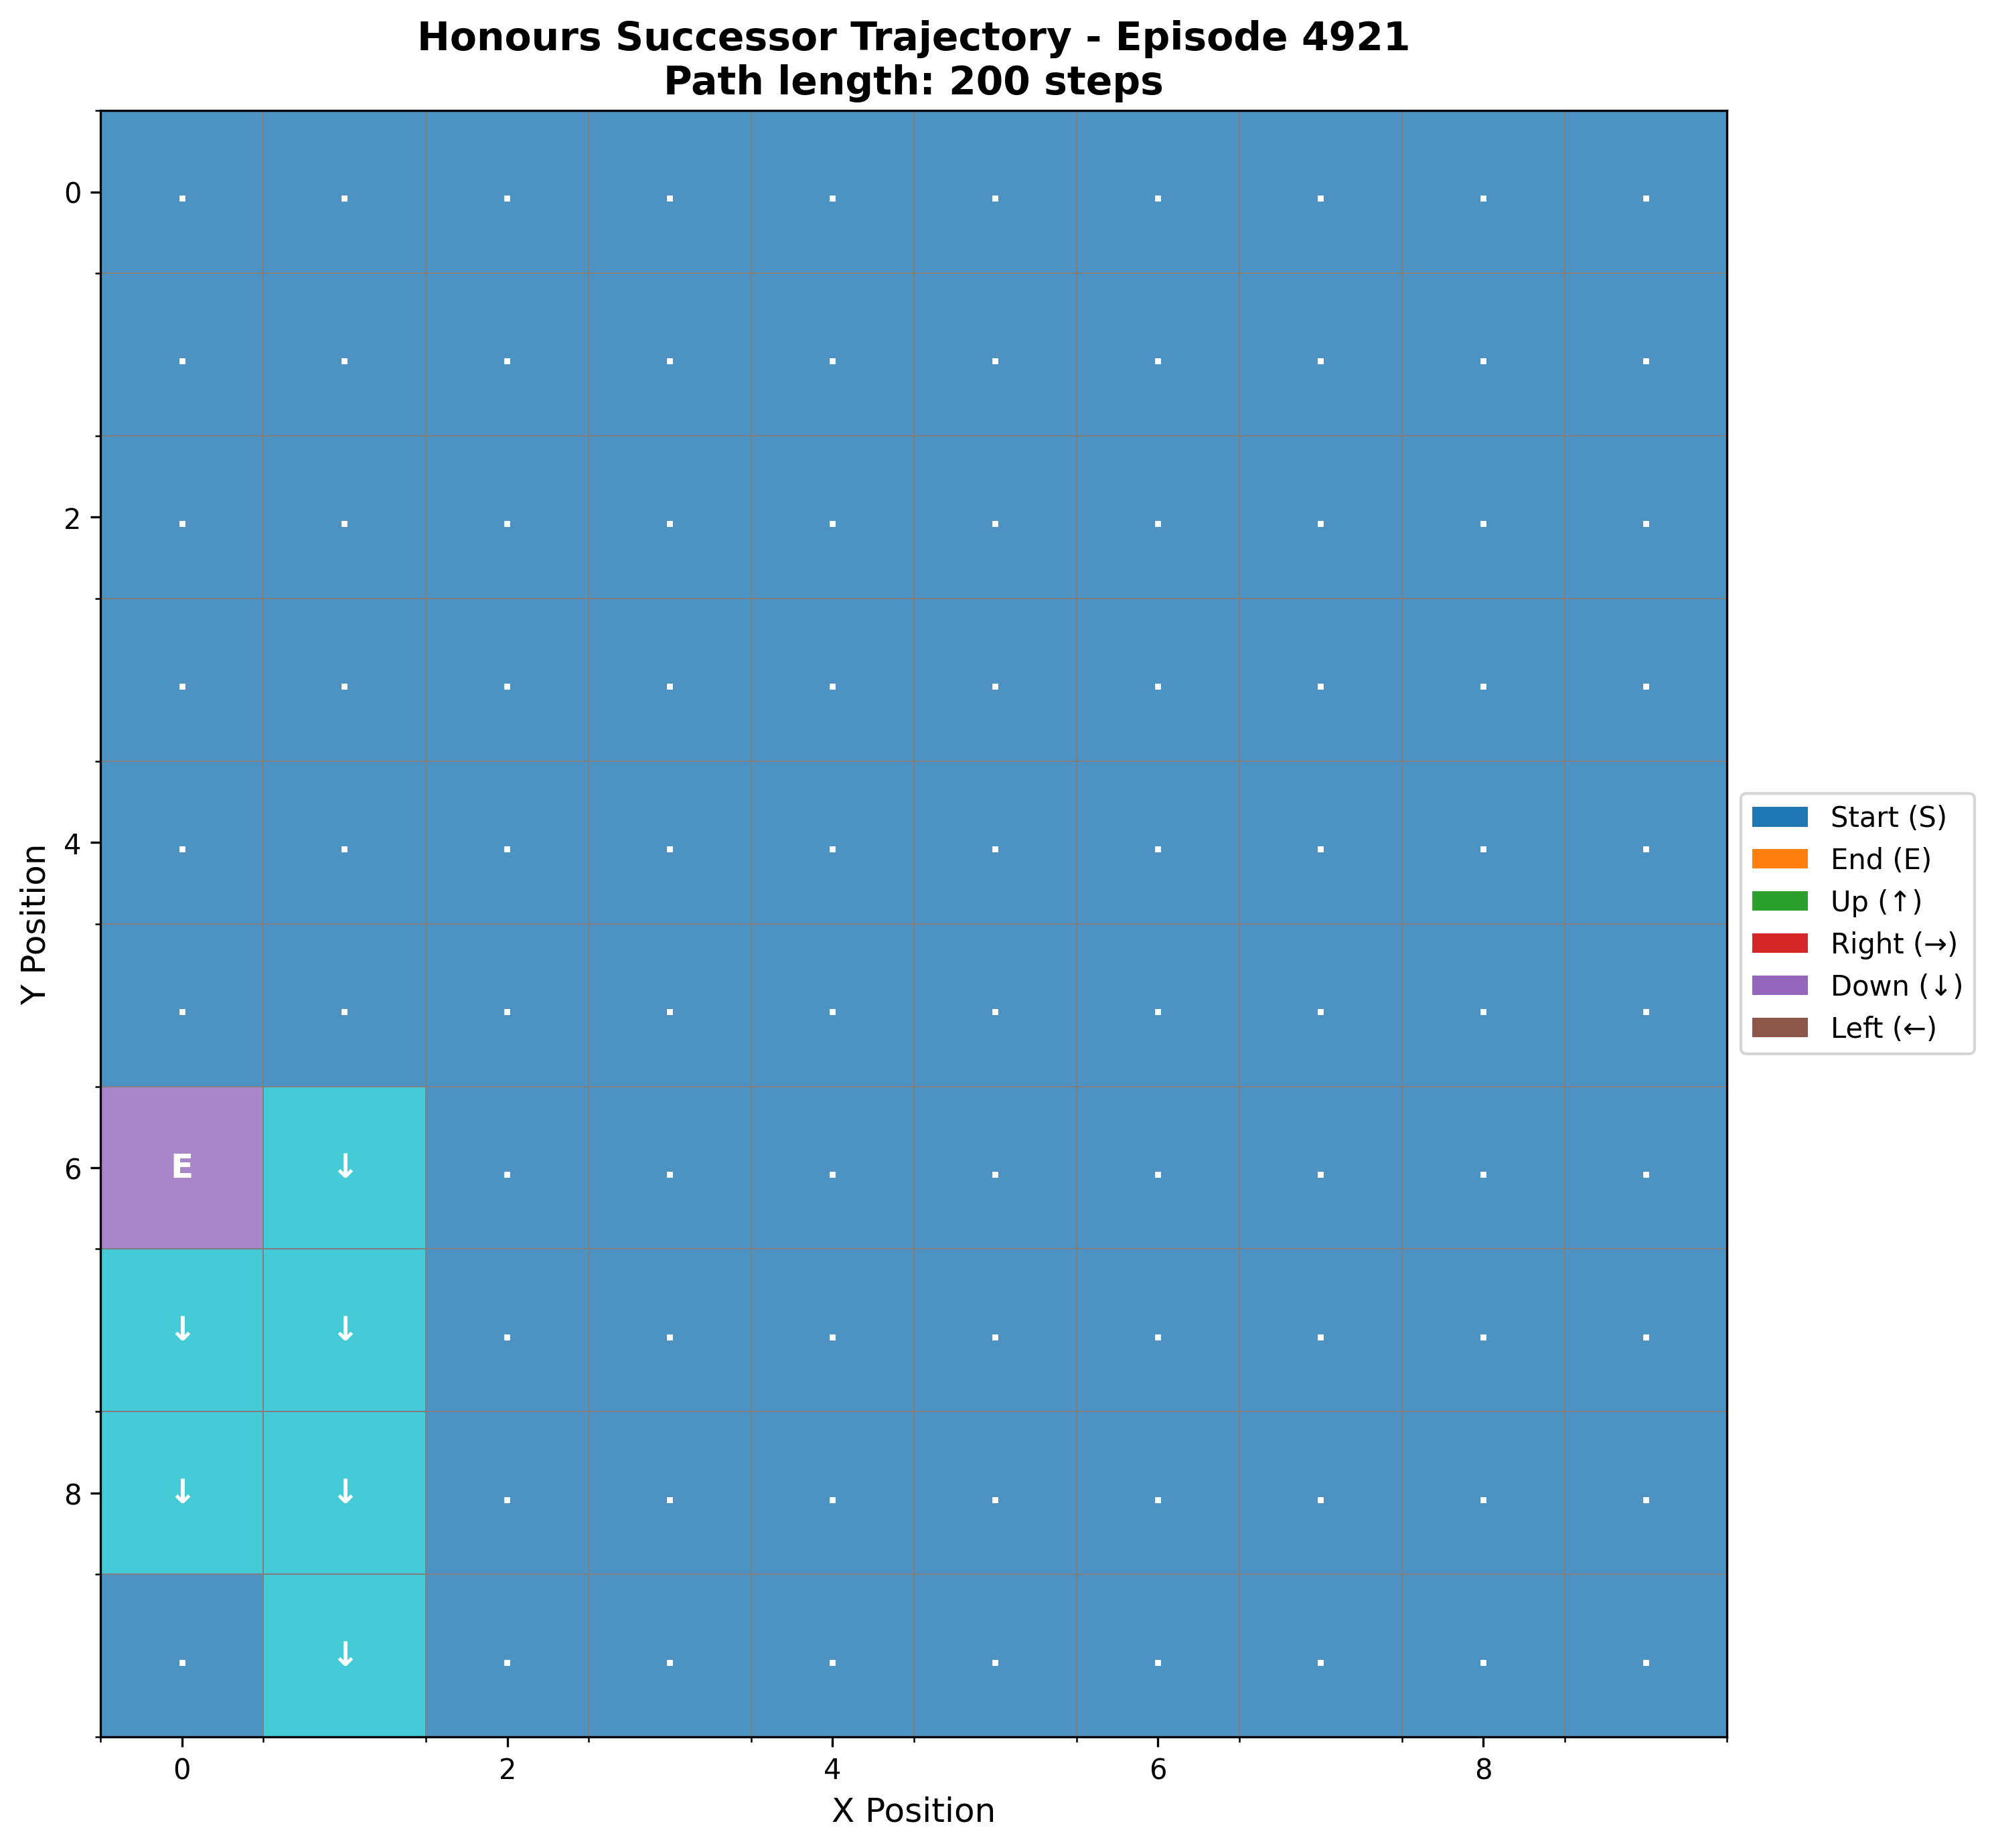 Honours Successor Trajectory - Episode 4921
Path length: 200 steps
0
. . . . . . . . . .
. . . . . . . . . .
2
. . . . . . . . . .
. . . . . . . . . .
4
. . . . . . . . . .
. . . . . . . . . .
6
E ↓ . . . . . . . .
↓ ↓ . . . . . . . .
8
↓ ↓ . . . . . . . .
. ↓ . . . . . . . .
0 2 4 6 8
X Position
Y Position
Start (S)
End (E)
Up (↑)
Right (→)
Down (↓)
Left (←)